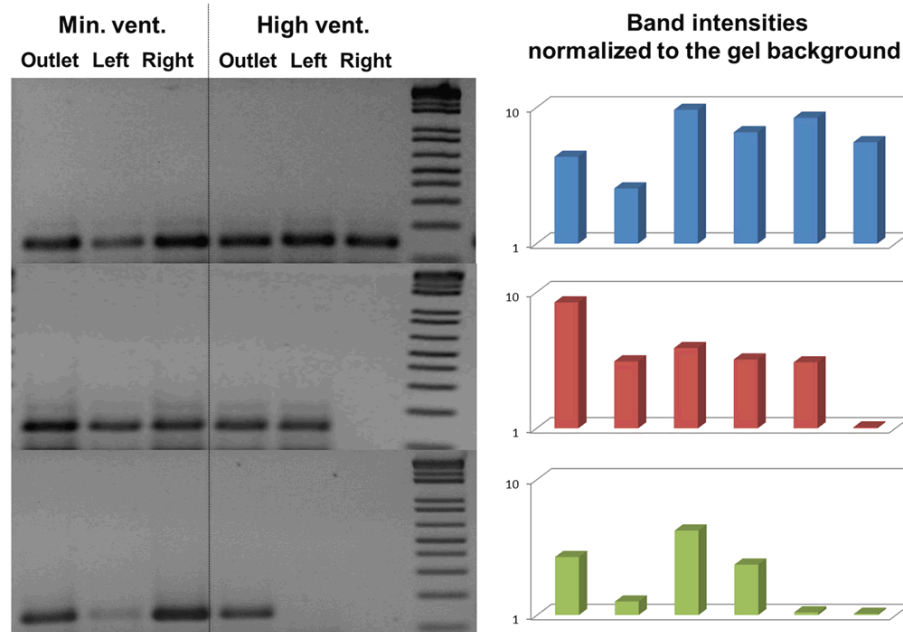 Min. vent. High vent.
Outlet Left Right Outlet Left Right
Band intensities
normalized to the gel background
10
1
10
1
10
1